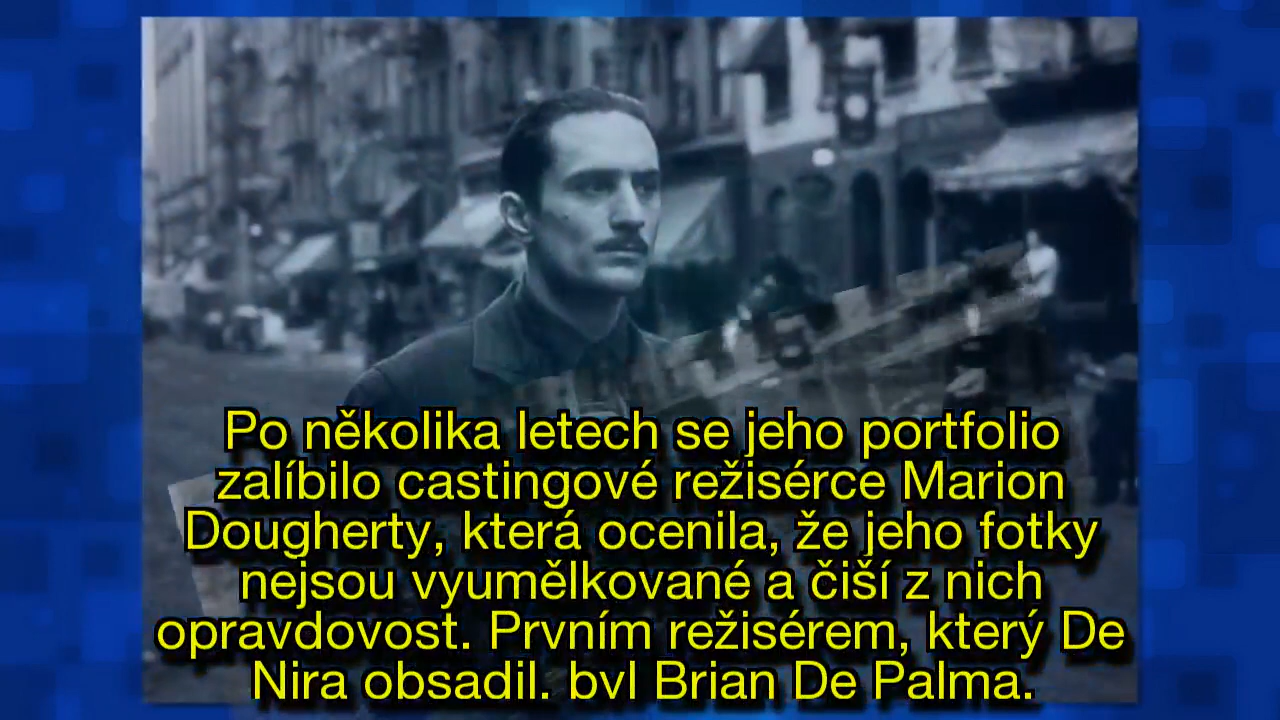 Po několika letech se jeho portfolio
zalíbilo castingové režisérce Marion
Dougherty, která ocenila, že jeho fotky
nejsou vyumělkované a čiší z nich
opravdovost. Prvním režisérem, který De
Nira obsadil, byl Brian De Palma.